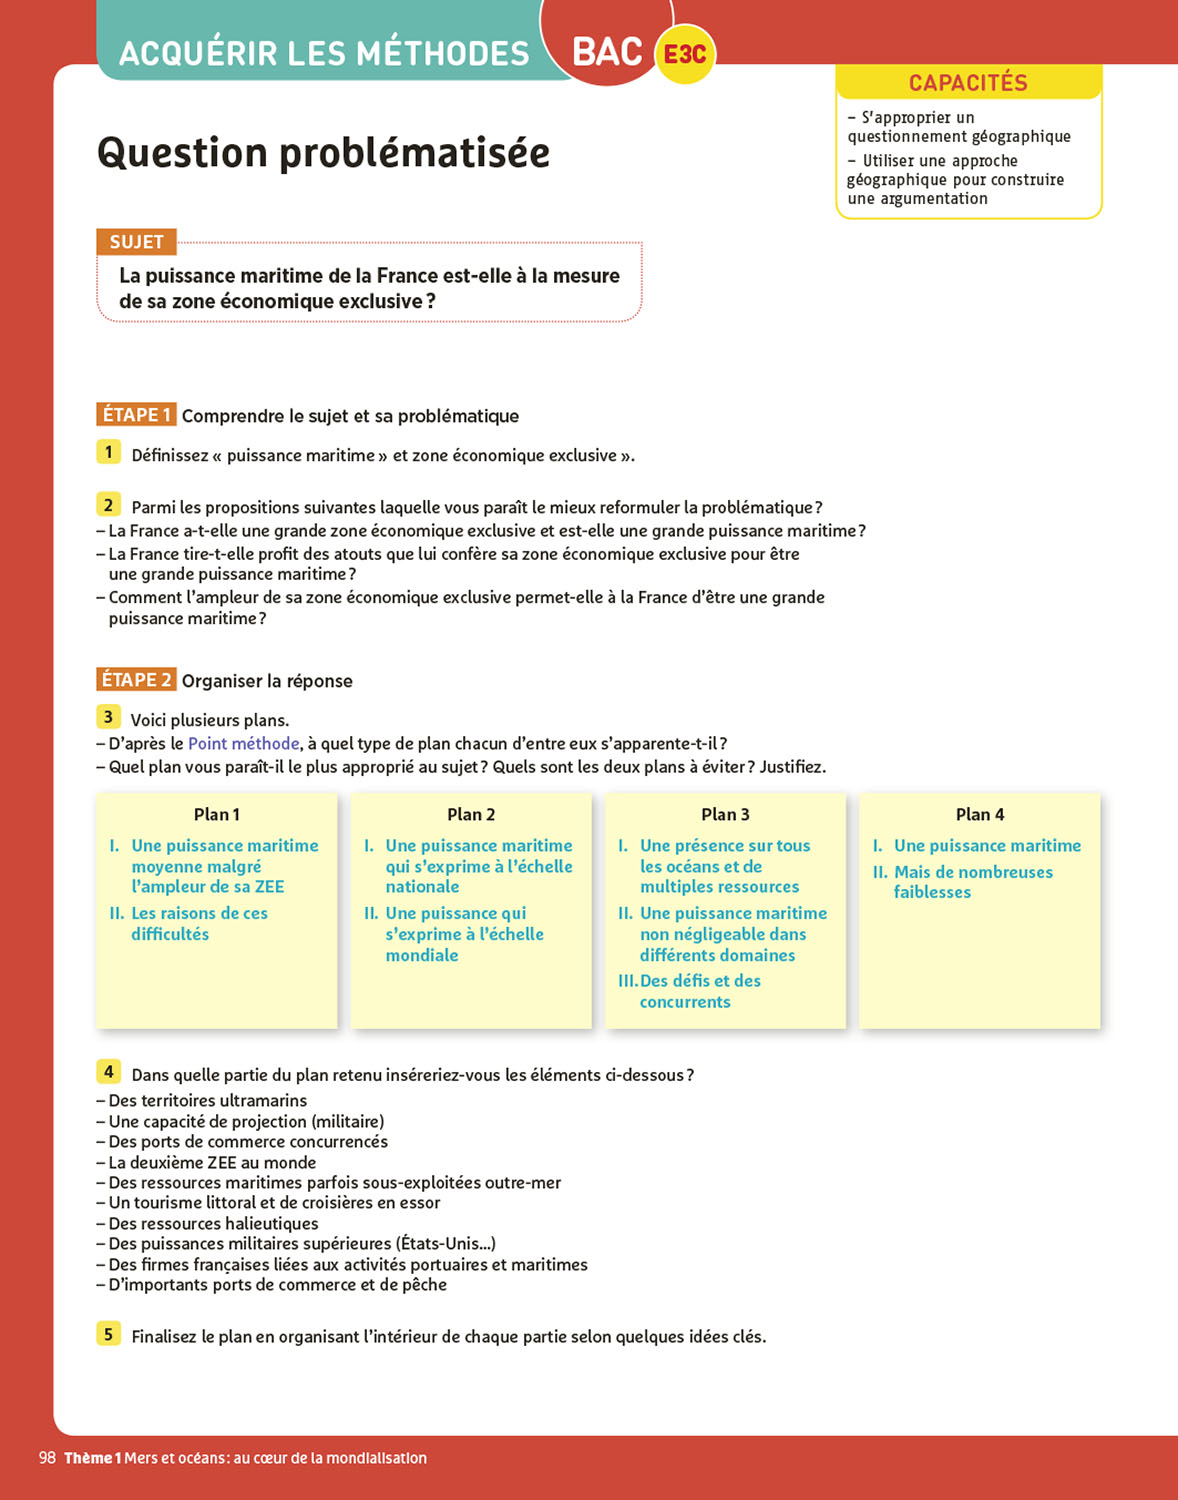 ACQUÉRIR LES MÉTHODES
BAC
E3C
CAPACITÉS
– S'approprier un
questionnement géographique
– Utiliser une approche
géographique pour construire
une argumentation
Question problématisée
SUJET
La puissance maritime de la France est-elle à la mesure
de sa zone économique exclusive ?
ÉTAPE 1 Comprendre le sujet et sa problématique
1 Définissez « puissance maritime » et zone économique exclusive ».
2 Parmi les propositions suivantes laquelle vous paraît le mieux reformuler la problématique ?
– La France a-t-elle une grande zone économique exclusive et est-elle une grande puissance maritime ?
– La France tire-t-elle profit des atouts que lui confère sa zone économique exclusive pour être
une grande puissance maritime ?
– Comment l'ampleur de sa zone économique exclusive permet-elle à la France d'être une grande
puissance maritime ?
ÉTAPE 2 Organiser la réponse
3 Voici plusieurs plans.
– D'après le Point méthode, à quel type de plan chacun d'entre eux s'apparente-t-il ?
– Quel plan vous paraît-il le plus approprié au sujet ? Quels sont les deux plans à éviter ? Justifiez.
Plan 1
I. Une puissance maritime
moyenne malgré
l'ampleur de sa ZEE
II. Les raisons de ces
difficultés
Plan 2
I. Une puissance maritime
qui s'exprime à l'échelle
nationale
II. Une puissance qui
s'exprime à l'échelle
mondiale
Plan 3
I. Une présence sur tous
les océans et de
multiples ressources
II. Une puissance maritime
non négligeable dans
différents domaines
III. Des défis et des
concurrents
Plan 4
I. Une puissance maritime
II. Mais de nombreuses
faiblesses
4 Dans quelle partie du plan retenu inséreriez-vous les éléments ci-dessous ?
– Des territoires ultramarins
– Une capacité de projection (militaire)
– Des ports de commerce concurrencés
– La deuxième ZEE au monde
– Des ressources maritimes parfois sous-exploitées outre-mer
– Un tourisme littoral et de croisières en essor
– Des ressources halieutiques
– Des puissances militaires supérieures (États-Unis…)
– Des firmes françaises liées aux activités portuaires et maritimes
– D'importants ports de commerce et de pêche
5 Finalisez le plan en organisant l'intérieur de chaque partie selon quelques idées clés.
98 Thème 1 Mers et océans : au cœur de la mondialisation